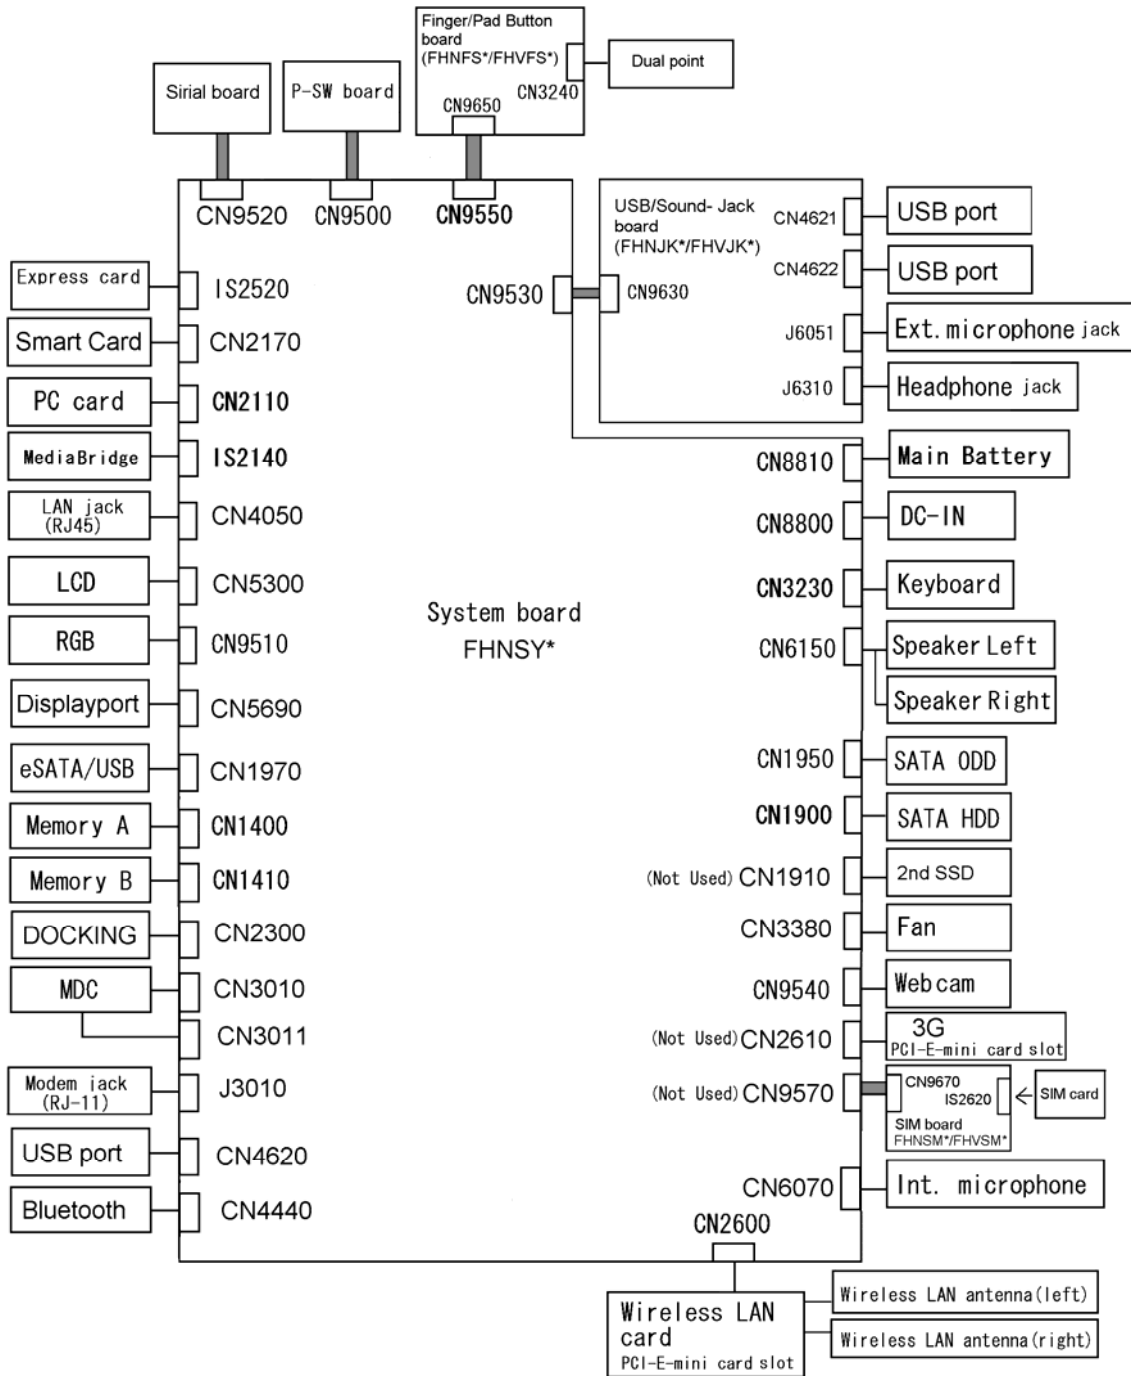 Finger/Pad Button
board
(FHNFS*/FHVFS*)
CN3240
CN9650
Dual point
Sirial board
P-SW board
CN9520
CN9500
CN9550
USB/Sound- Jack
board
(FHNJK*/FHVJK*)
CN4621
USB port
CN4622
USB port
CN9530
CN9630
J6051
Ext. microphone jack
J6310
Headphone jack
Express card
IS2520
Smart Card
CN2170
PC card
CN2110
MediaBridge
IS2140
LAN jack
(RJ45)
CN4050
LCD
CN5300
RGB
CN9510
Displayport
CN5690
eSATA/USB
CN1970
Memory A
CN1400
Memory B
CN1410
DOCKING
CN2300
MDC
CN3010
CN3011
Modem jack
(RJ-11)
J3010
USB port
CN4620
Bluetooth
CN4440
System board
FHNSY*
CN8810
Main Battery
CN8800
DC-IN
CN3230
Keyboard
CN6150
Speaker Left
Speaker Right
CN1950
SATA ODD
CN1900
SATA HDD
(Not Used) CN1910
2nd SSD
CN3380
Fan
CN9540
Web cam
(Not Used) CN2610
3G
PCI-E-mini card slot
(Not Used) CN9570
CN9670
IS2620
SIM board
FHNSM*/FHVSM*
SIM card
CN6070
Int. microphone
CN2600
Wireless LAN
card
PCI-E-mini card slot
Wireless LAN antenna(left)
Wireless LAN antenna(right)